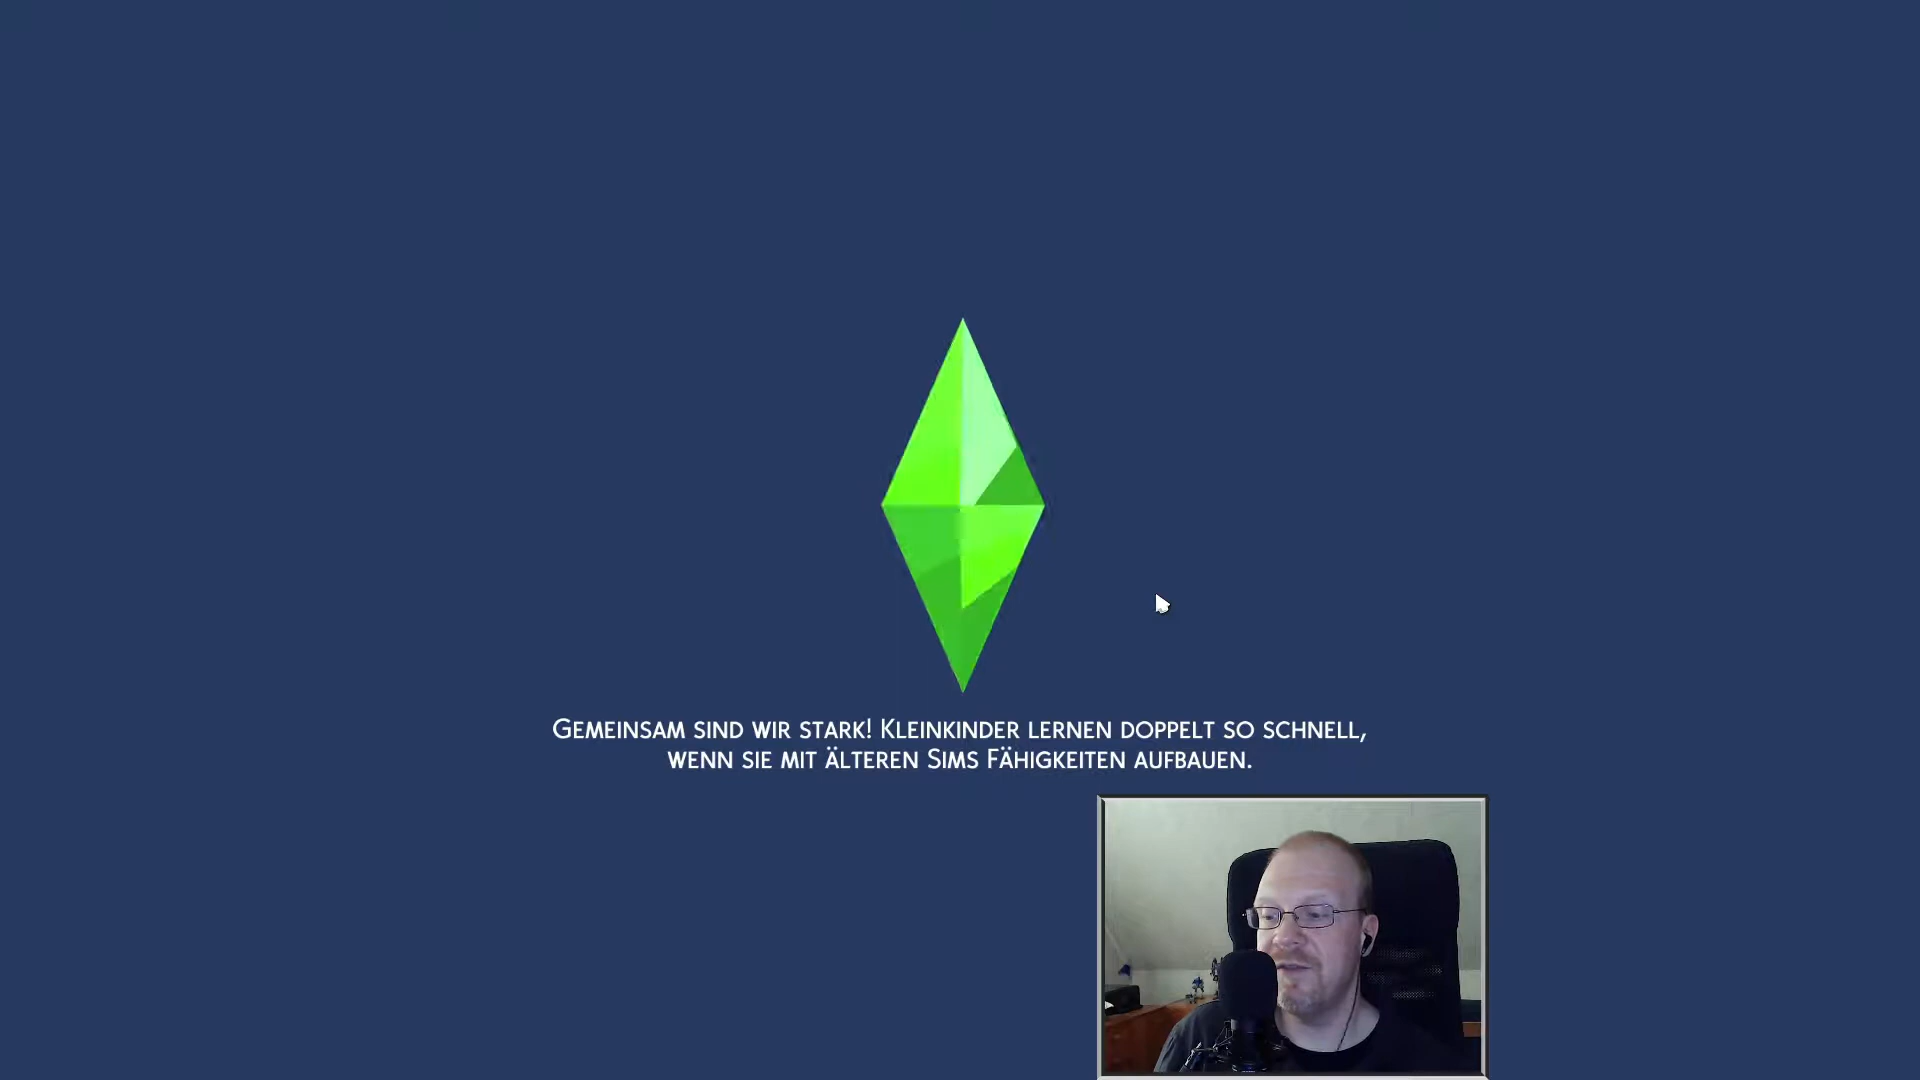 Gemeinsam sind wir stark! Kleinkinder lernen doppelt so schnell,
wenn sie mit älteren Sims Fähigkeiten aufbauen.